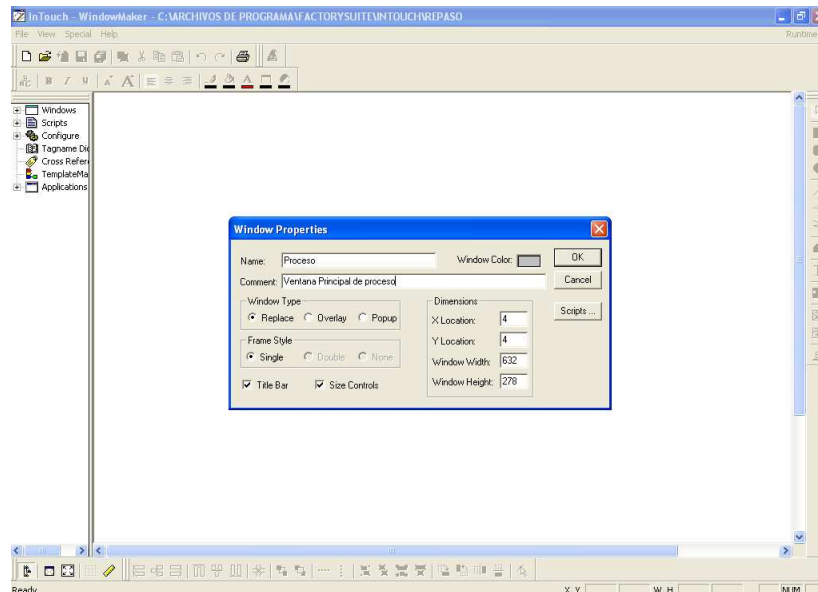 InTouch - WindowMaker - C:\ARCHIVOS DE PROGRAMA\FACTORYSUITE\INTOUCH\REPASO
File View Special Help Runtime
B I U A A A
Windows
Scripts
Configure
Tagname Dic
Cross Refere
TemplateMa
Applications
Window Properties
Name: Proceso Window Color: OK
Comment: Ventana Principal de proceso Cancel
Window Type Dimensions Scripts ...
Replace Overlay Popup X Location: 4
Y Location: 4
Frame Style
Single Double None Window Width: 632
Title Bar Size Controls Window Height: 278
Ready X, Y W, H NUM